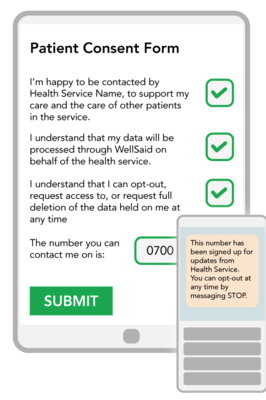 Patient Consent Form
I'm happy to be contacted by
Health Service Name, to support my
care and the care of other patients
in the service.
I understand that my data will be
processed through WellSaid on
behalf of the health service.
I understand that I can opt-out,
request access to, or request full
deletion of the data held on me at
any time
The number you can
contact me on is:
0700
SUBMIT
This number has
been signed up for
updates from
Health Service.
You can opt-out at
any time by
messaging STOP.